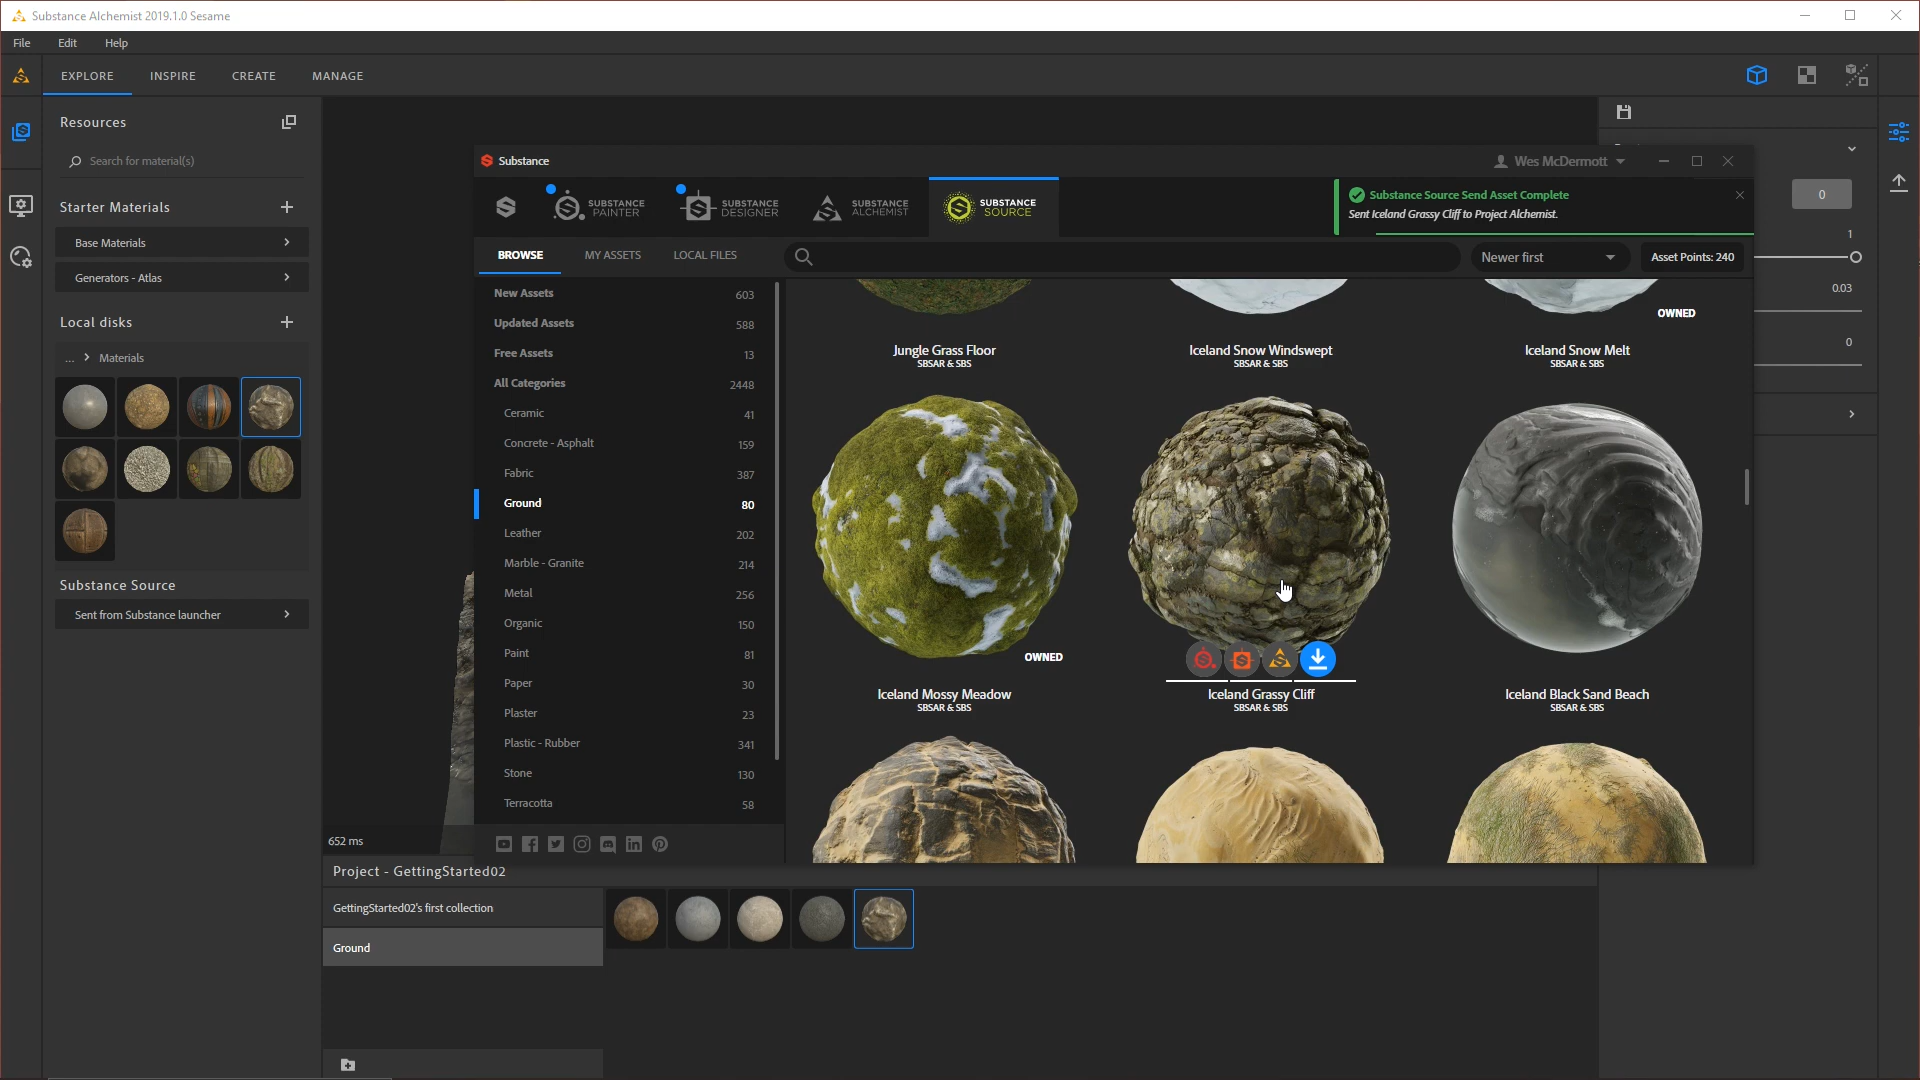 Substance Alchemist 2019.1.0 Sesame
File Edit Help
EXPLORE INSPIRE CREATE MANAGE
Resources
Search for material(s)
Starter Materials
Base Materials
Generators - Atlas
Local disks
... > Materials
Substance Source
Sent from Substance launcher
Substance
Wes McDermott
SUBSTANCE PAINTER
SUBSTANCE DESIGNER
SUBSTANCE ALCHEMIST
SUBSTANCE SOURCE
Substance Source Send Asset Complete
Sent Iceland Grassy Cliff to Project Alchemist.
BROWSE MY ASSETS LOCAL FILES
Newer first
Asset Points: 240
New Assets 603
Updated Assets 588
Free Assets 13
All Categories 2448
Ceramic 41
Concrete - Asphalt 159
Fabric 387
Ground 80
Leather 202
Marble - Granite 214
Metal 256
Organic 150
Paint 81
Paper 30
Plaster 23
Plastic - Rubber 341
Stone 130
Terracotta 58
OWNED
Jungle Grass Floor
SBSAR & SBS
Iceland Snow Windswept
SBSAR & SBS
Iceland Snow Melt
SBSAR & SBS
OWNED
Iceland Mossy Meadow
SBSAR & SBS
Iceland Grassy Cliff
SBSAR & SBS
Iceland Black Sand Beach
SBSAR & SBS
0
1
0.03
0
652 ms
Project - GettingStarted02
GettingStarted02's first collection
Ground